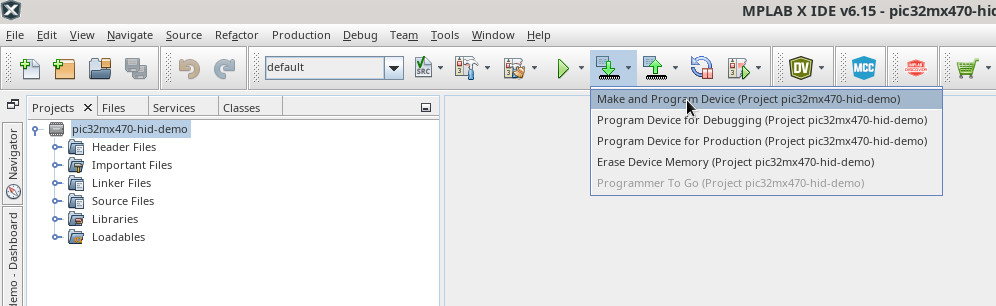 MPLAB X IDE v6.15 - pic32mx470-hid
File Edit View Navigate Source Refactor Production Debug Team Tools Window Help
default
SRC
DV
MCC
Projects Files Services Classes
Make and Program Device (Project pic32mx470-hid-demo)
Program Device for Debugging (Project pic32mx470-hid-demo)
Program Device for Production (Project pic32mx470-hid-demo)
Erase Device Memory (Project pic32mx470-hid-demo)
Programmer To Go (Project pic32mx470-hid-demo)
pic32mx470-hid-demo
Header Files
Important Files
Linker Files
Source Files
Libraries
Loadables
Navigator
demo - Dashboard